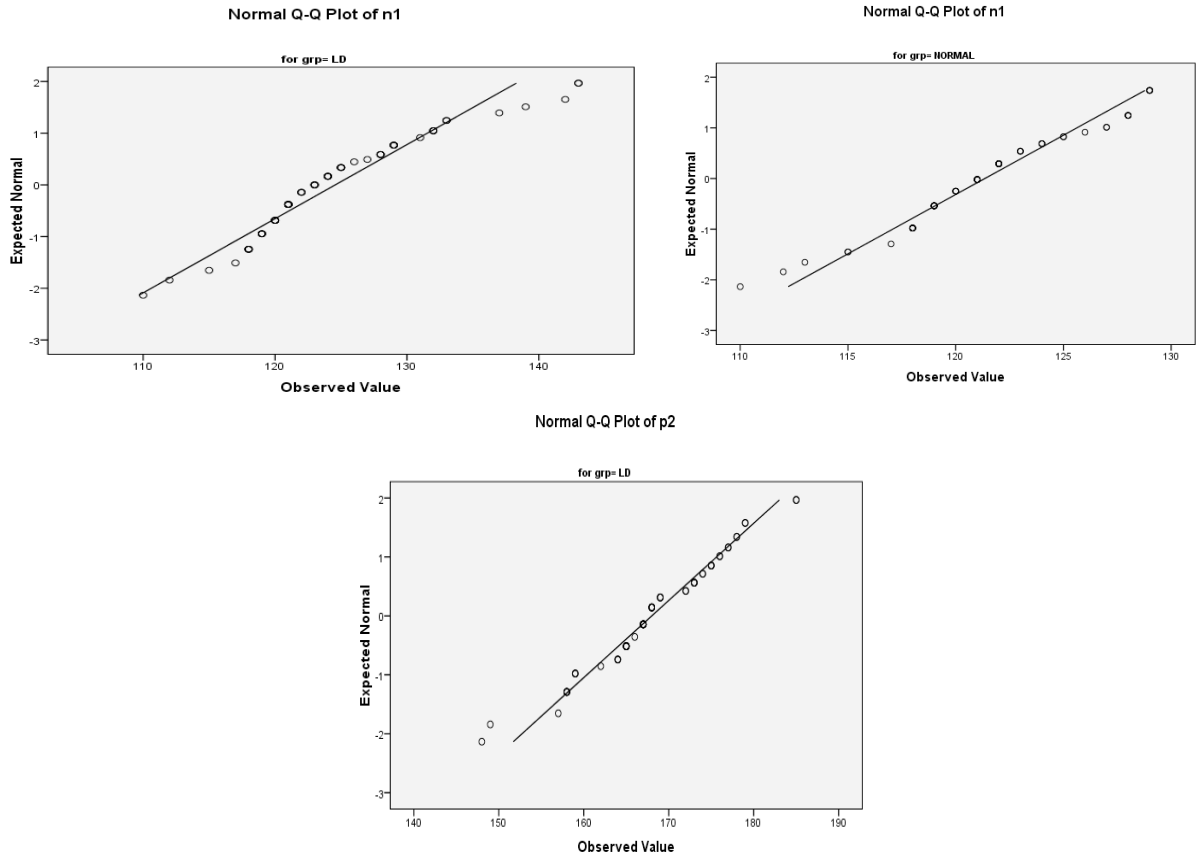 Normal Q-Q Plot of n1
for grp= LD
Expected Normal
2
1
0
-1
-2
-3
110
120
130
140
Observed Value
Normal Q-Q Plot of n1
for grp= NORMAL
Expected Normal
2
1
0
-1
-2
-3
110
115
120
125
130
Observed Value
Normal Q-Q Plot of p2
for grp= LD
Expected Normal
2
1
0
-1
-2
-3
140
150
160
170
180
190
Observed Value